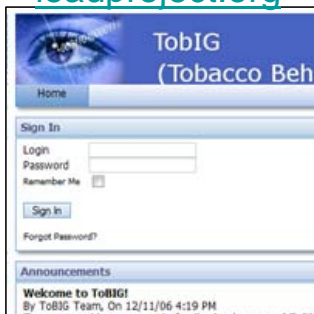 TobIG
(Tobacco Beh
Home
Sign In
Login
Password
Remember Me
Sign In
Forgot Password?
Announcements
Welcome to ToBIG!
By ToBIG Team, On 12/11/06 4:19 PM